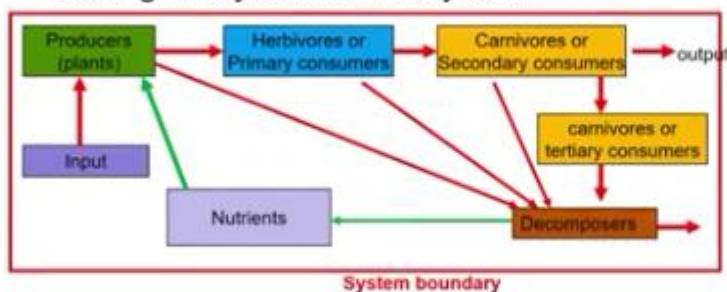 Producers
(plants)
Herbivores or
Primary consumers
Carnivores or
Secondary consumers
output
carnivores or
tertiary consumers
Input
Nutrients
Decomposers
System boundary